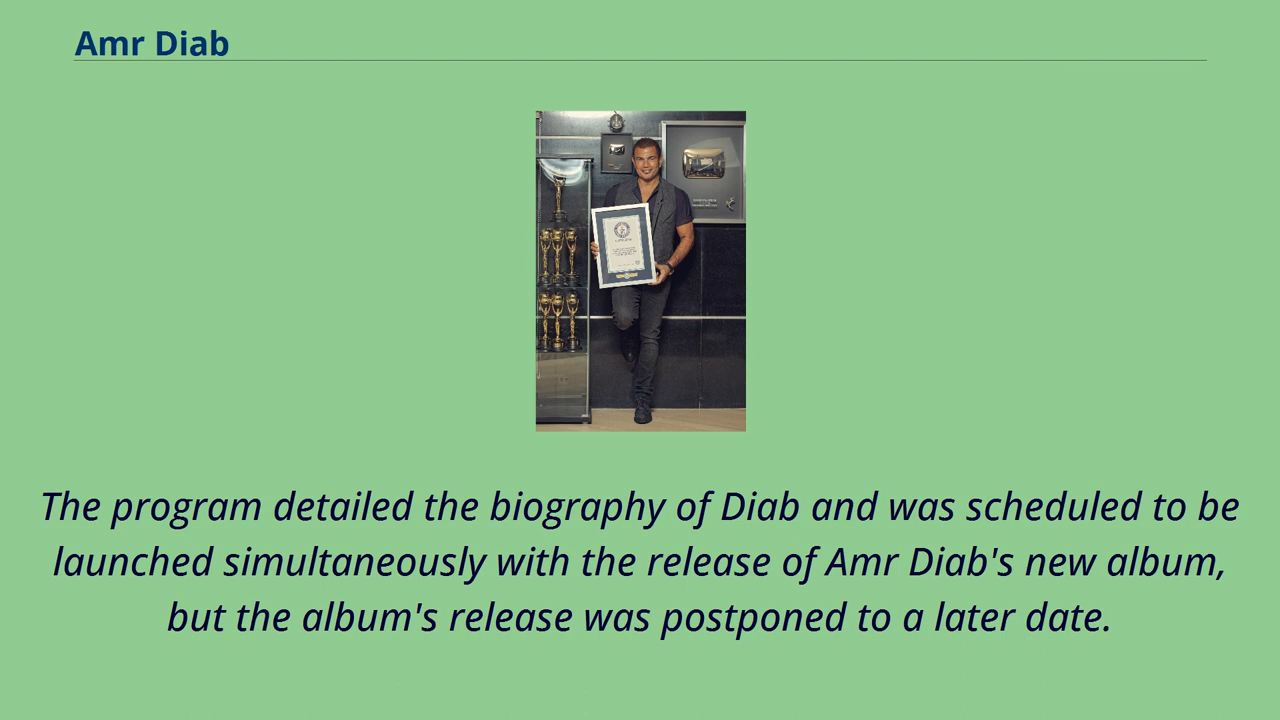 Amr Diab
The program detailed the biography of Diab and was scheduled to be
launched simultaneously with the release of Amr Diab's new album,
but the album's release was postponed to a later date.